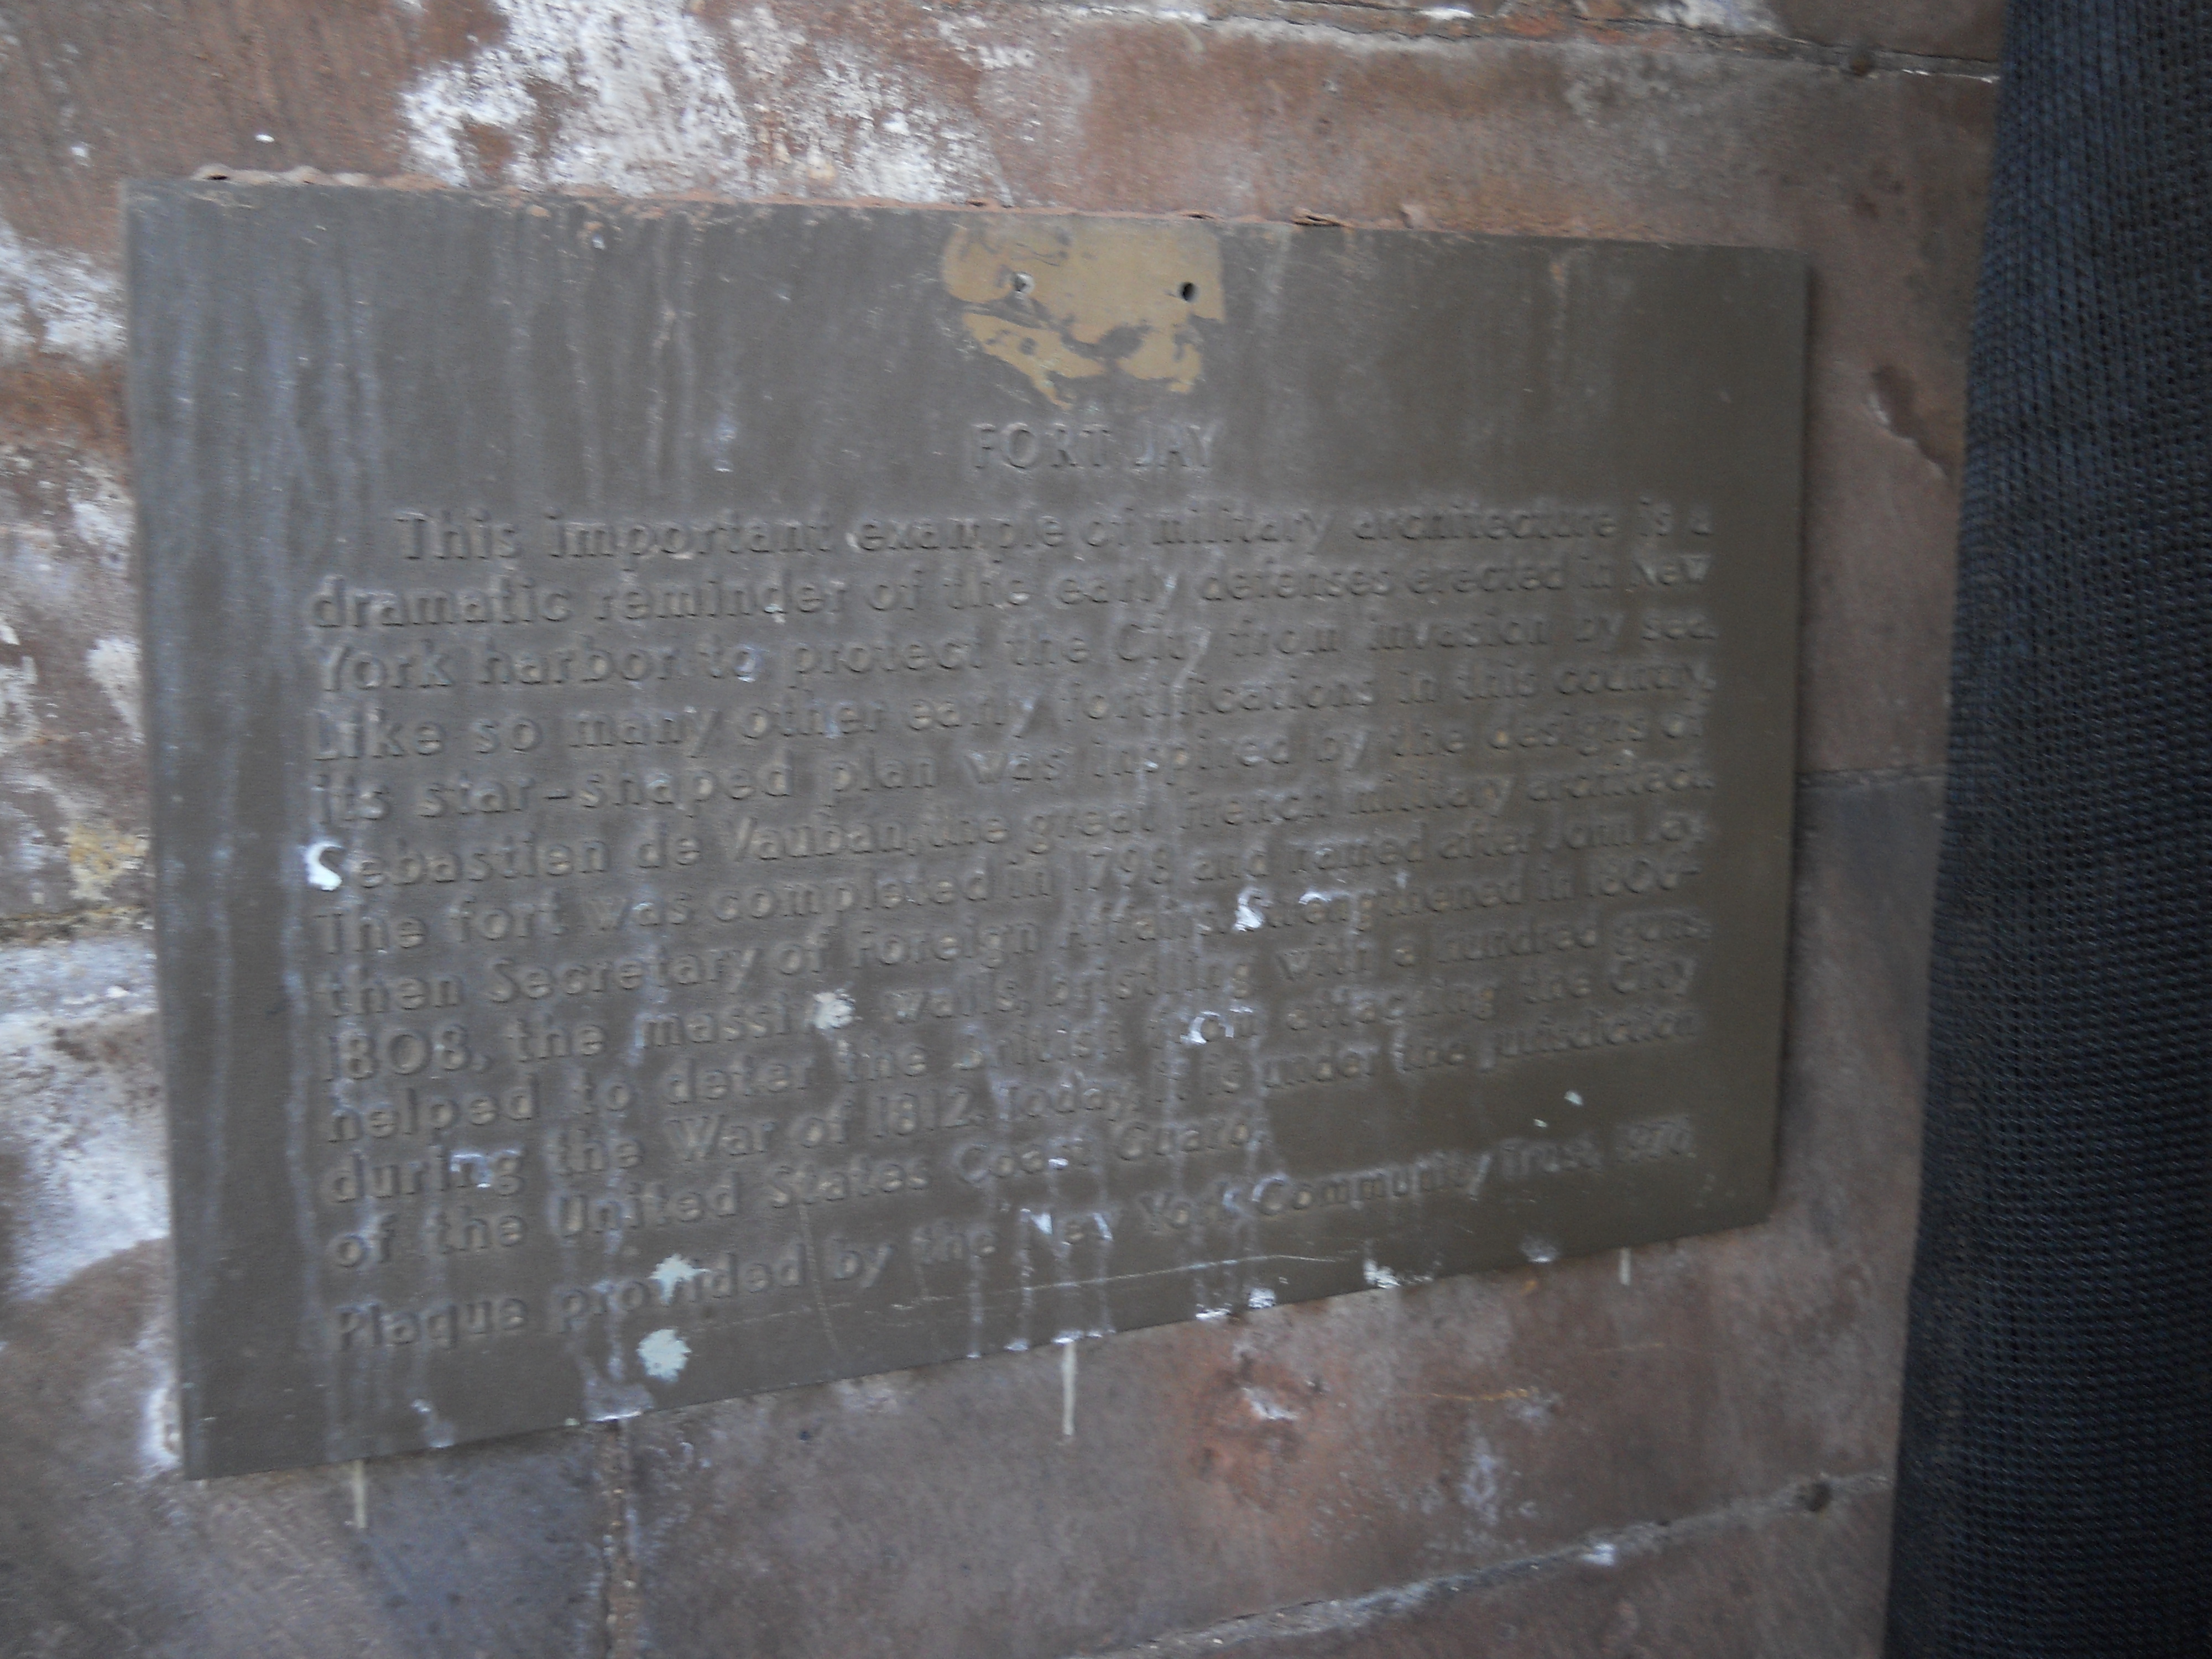 FORT JAY
This important example of military architecture is a
dramatic reminder of the early defenses erected in New
York harbor to protect the City from invasion by sea.
Like so many other early fortifications in this country,
its star-shaped plan was inspired by the designs of
Sebastien de Vauban, the great French military architect.
The fort was completed in 1798 and named after John Jay,
then Secretary of Foreign Affairs. Strengthened in 1806-
1808, the massive walls, bristling with a hundred guns,
helped to deter the British from attacking the City
during the War of 1812. Today, it is under the jurisdiction
of the United States Coast Guard.
Plaque provided by the New York Community Trust,